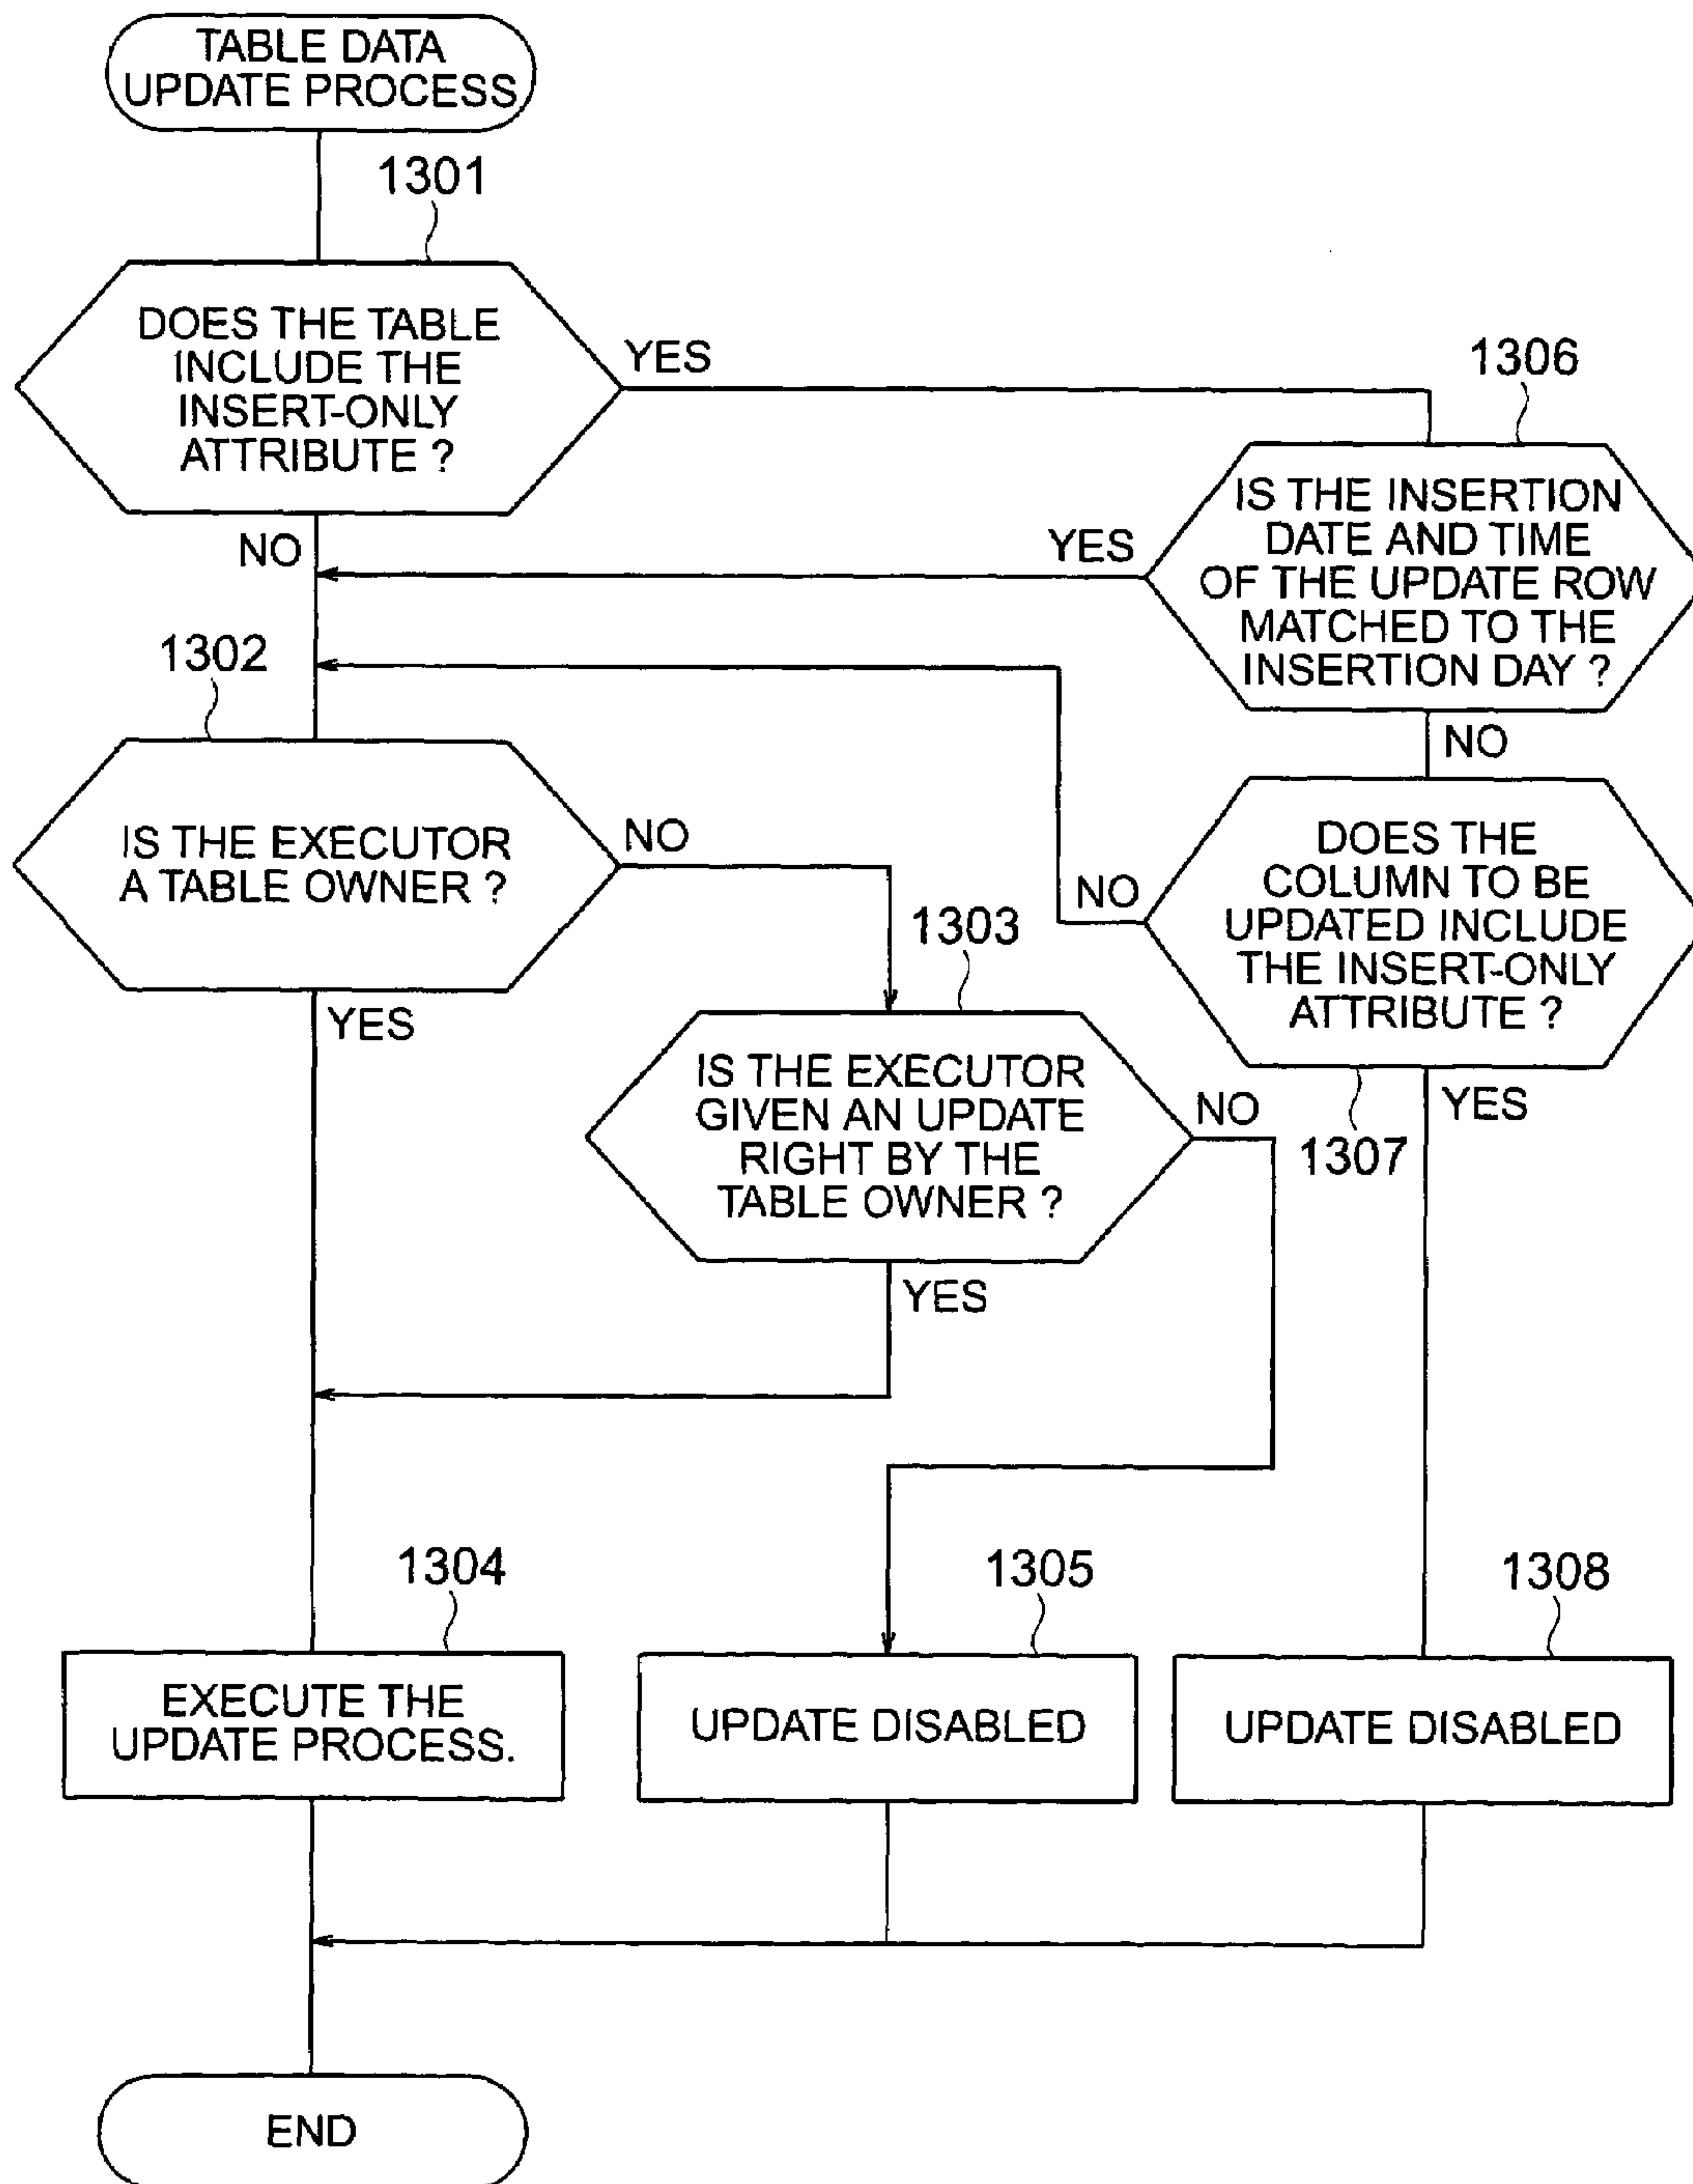 TABLE DATA
UPDATE PROCESS
1301
DOES THE TABLE
INCLUDE THE
INSERT-ONLY
ATTRIBUTE ?
YES
NO
1306
IS THE INSERTION
DATE AND TIME
OF THE UPDATE ROW
MATCHED TO THE
INSERTION DAY ?
YES
NO
1302
IS THE EXECUTOR
A TABLE OWNER ?
NO
YES
DOES THE
COLUMN TO BE
UPDATED INCLUDE
THE INSERT-ONLY
ATTRIBUTE ?
NO
YES
1307
1303
IS THE EXECUTOR
GIVEN AN UPDATE
RIGHT BY THE
TABLE OWNER ?
NO
YES
1304
EXECUTE THE
UPDATE PROCESS.
1305
UPDATE DISABLED
1308
UPDATE DISABLED
END